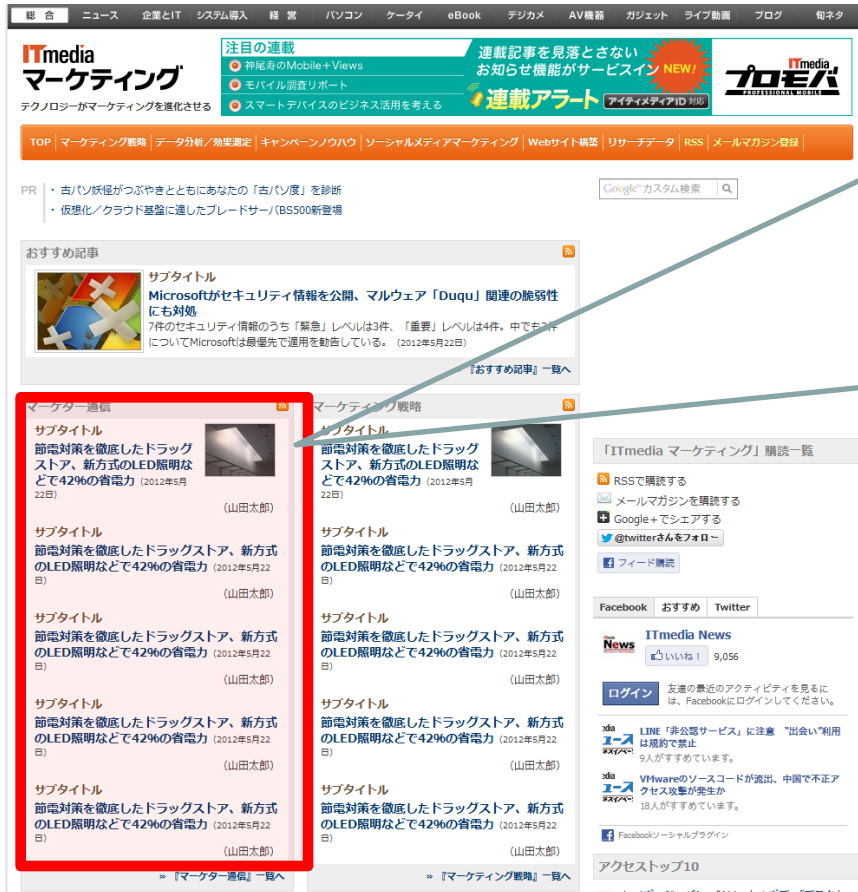 総 合 ニュース 企業とIT システム導入 経 営 パソコン ケータイ eBook デジカメ AV機器 ガジェット ライブ動画 ブログ 旬ネタ
ITmedia
マーケティング
テクノロジーがマーケティングを進化させる
注目の連載
神尾寿のMobile+Views
モバイル調査リポート
スマートデバイスのビジネス活用を考える
連載記事を見落とさない
お知らせ機能がサービスイン NEW!
連載アラート アイティメディアID 対応
ITmedia
プロモバ
PROFESSIONAL MOBILE
TOP マーケティング戦略 データ分析/効果測定 キャンペーンノウハウ ソーシャルメディアマーケティング Webサイト構築 リサーチデータ RSS メールマガジン登録
PR ・ 古パソ妖怪がつぶやきとともにあなたの「古パソ度」を診断
・ 仮想化／クラウド基盤に適したブレードサーバBS500新登場
Google™カスタム検索
おすすめ記事
サブタイトル
Microsoftがセキュリティ情報を公開、マルウェア「Duqu」関連の脆弱性
にも対処
7件のセキュリティ情報のうち「緊急」レベルは3件、「重要」レベルは4件。中でも3件
についてMicrosoftは最優先で適用を勧告している。（2012年5月22日）
『おすすめ記事』一覧へ
マーケター通信
サブタイトル
節電対策を徹底したドラッグ
ストア、新方式のLED照明な
どで42%の省電力（2012年5月
22日）
（山田太郎）
サブタイトル
節電対策を徹底したドラッグストア、新方式
のLED照明などで42%の省電力（2012年5月22
日）
（山田太郎）
サブタイトル
節電対策を徹底したドラッグストア、新方式
のLED照明などで42%の省電力（2012年5月22
日）
（山田太郎）
サブタイトル
節電対策を徹底したドラッグストア、新方式
のLED照明などで42%の省電力（2012年5月22
日）
（山田太郎）
サブタイトル
節電対策を徹底したドラッグストア、新方式
のLED照明などで42%の省電力（2012年5月22
日）
（山田太郎）
» 『マーケター通信』一覧へ
マーケティング戦略
サブタイトル
節電対策を徹底したドラッグ
ストア、新方式のLED照明な
どで42%の省電力（2012年5月
22日）
（山田太郎）
サブタイトル
節電対策を徹底したドラッグストア、新方式
のLED照明などで42%の省電力（2012年5月22
日）
（山田太郎）
サブタイトル
節電対策を徹底したドラッグストア、新方式
のLED照明などで42%の省電力（2012年5月22
日）
（山田太郎）
サブタイトル
節電対策を徹底したドラッグストア、新方式
のLED照明などで42%の省電力（2012年5月22
日）
（山田太郎）
サブタイトル
節電対策を徹底したドラッグストア、新方式
のLED照明などで42%の省電力（2012年5月22
日）
（山田太郎）
» 『マーケティング戦略』一覧へ
「ITmedia マーケティング」購読一覧
RSSで購読する
メールマガジンを購読する
Google+でシェアする
@twitterさんをフォロー
フィード購読
Facebook おすすめ Twitter
News
ITmedia News
いいね！ 9,056
ログイン 友達の最近のアクティビティを見るに
は、Facebookにログインしてください。
LINE「非公認サービス」に注意 “出会い”利用
は規約で禁止
9人がすすめています。
VMwareのソースコードが流出、中国で不正ア
クセス攻撃が発生か
18人がすすめています。
Facebookソーシャルプラグイン
アクセストップ10